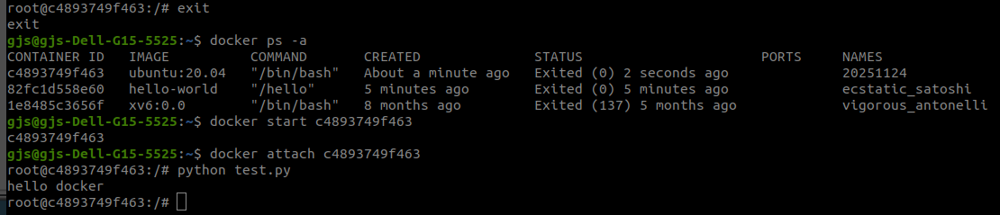 root@c4893749f463:/# exit
exit
gjs@gjs-Dell-G15-5525:~$ docker ps -a
CONTAINER ID   IMAGE          COMMAND       CREATED              STATUS                      PORTS     NAMES
c4893749f463   ubuntu:20.04   "/bin/bash"   About a minute ago   Exited (0) 2 seconds ago              20251124
82fc1d558e60   hello-world    "/hello"      5 minutes ago        Exited (0) 5 minutes ago              ecstatic_satoshi
1e8485c3656f   xv6:0.0        "/bin/bash"   8 months ago         Exited (137) 5 months ago             vigorous_antonelli
gjs@gjs-Dell-G15-5525:~$ docker start c4893749f463
c4893749f463
gjs@gjs-Dell-G15-5525:~$ docker attach c4893749f463
root@c4893749f463:/# python test.py
hello docker
root@c4893749f463:/#